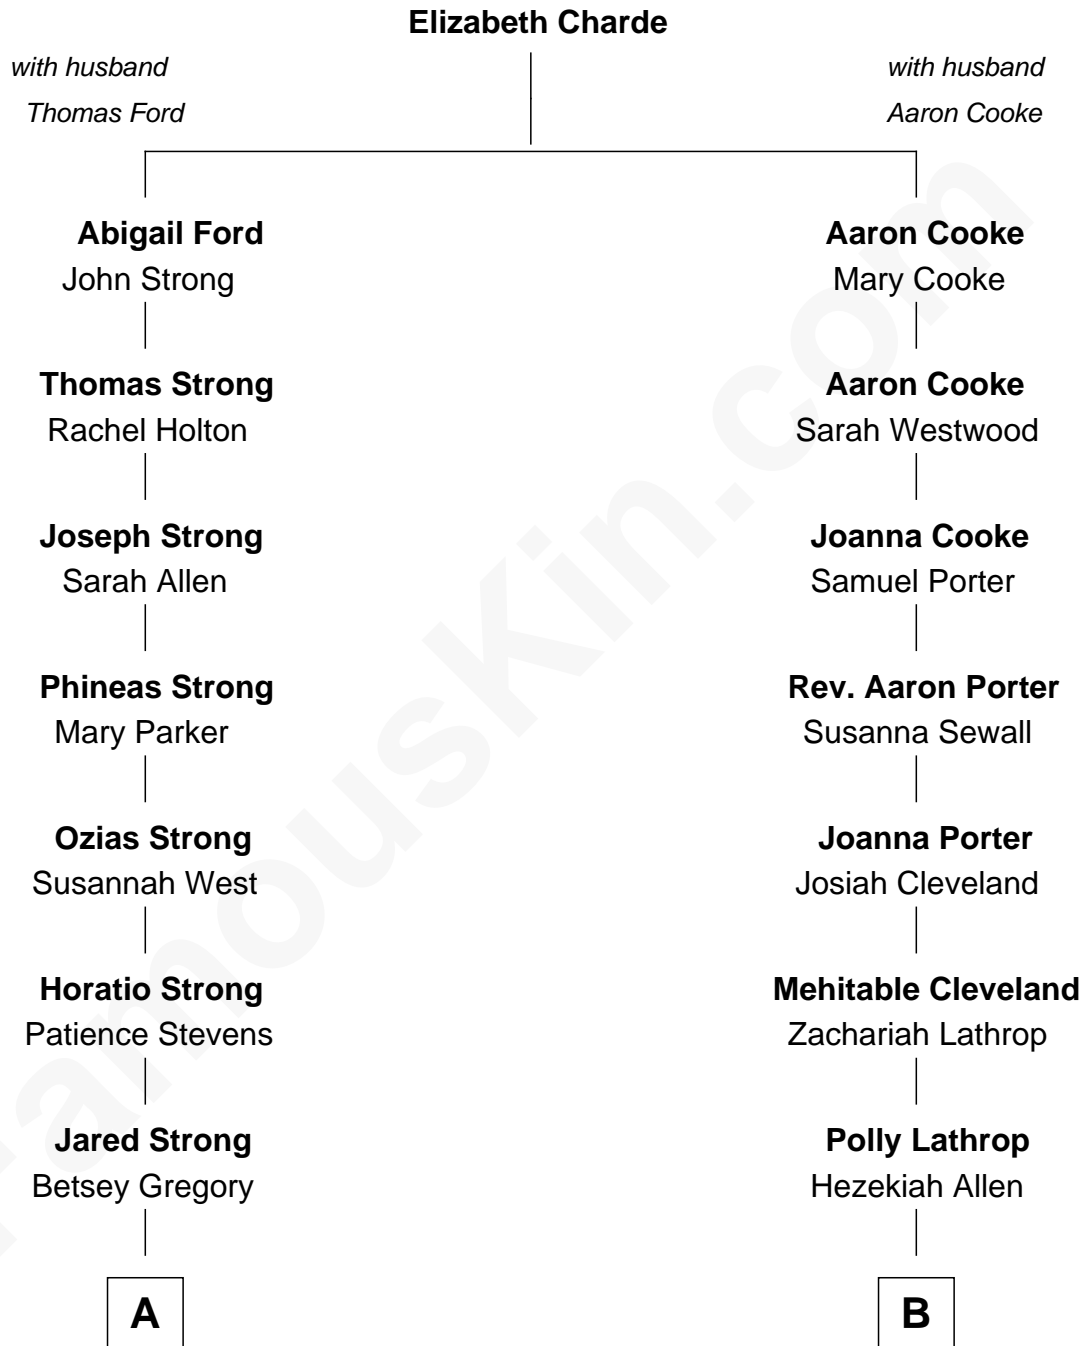 Elizabeth Charde
with husband with husband
Thomas Ford Aaron Cooke
Abigail Ford Aaron Cooke
John Strong Mary Cooke
Thomas Strong Aaron Cooke
Rachel Holton Sarah Westwood
Joseph Strong Joanna Cooke
Sarah Allen Samuel Porter
Phineas Strong Rev. Aaron Porter
Mary Parker Susanna Sewall
Ozias Strong Joanna Porter
Susannah West Josiah Cleveland
Horatio Strong Mehitable Cleveland
Patience Stevens Zachariah Lathrop
Jared Strong Polly Lathrop
Betsey Gregory Hezekiah Allen
A B
FamousKin.com